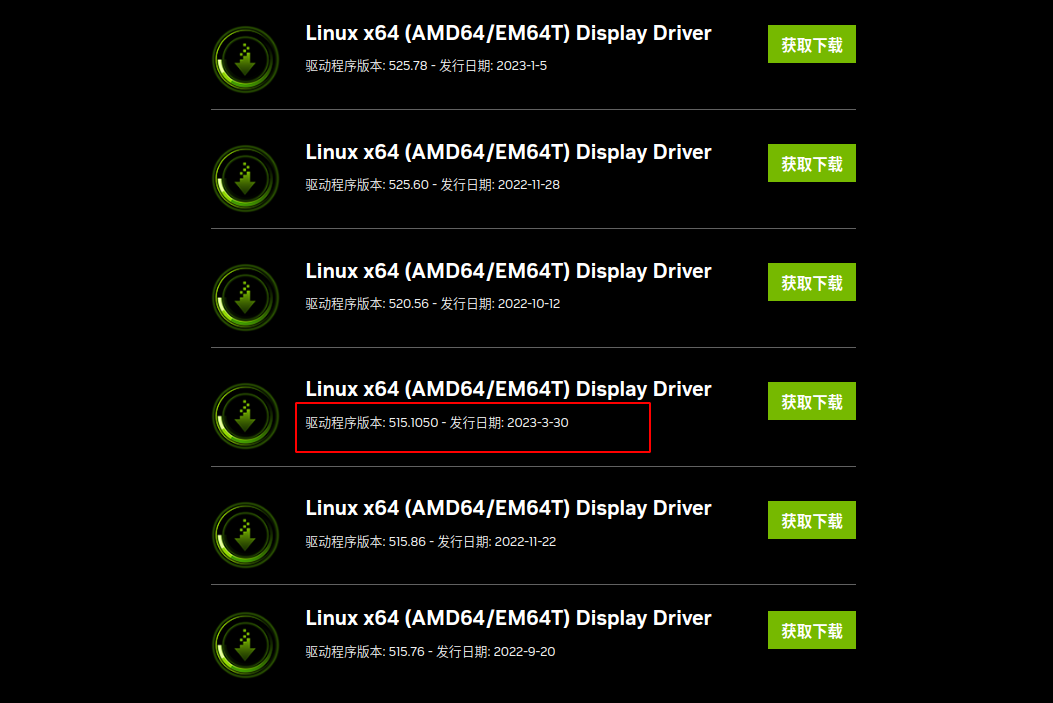 Linux x64 (AMD64/EM64T) Display Driver
获取下载
驱动程序版本: 525.78 - 发行日期: 2023-1-5
Linux x64 (AMD64/EM64T) Display Driver
获取下载
驱动程序版本: 525.60 - 发行日期: 2022-11-28
Linux x64 (AMD64/EM64T) Display Driver
获取下载
驱动程序版本: 520.56 - 发行日期: 2022-10-12
Linux x64 (AMD64/EM64T) Display Driver
获取下载
驱动程序版本: 515.1050 - 发行日期: 2023-3-30
Linux x64 (AMD64/EM64T) Display Driver
获取下载
驱动程序版本: 515.86 - 发行日期: 2022-11-22
Linux x64 (AMD64/EM64T) Display Driver
获取下载
驱动程序版本: 515.76 - 发行日期: 2022-9-20